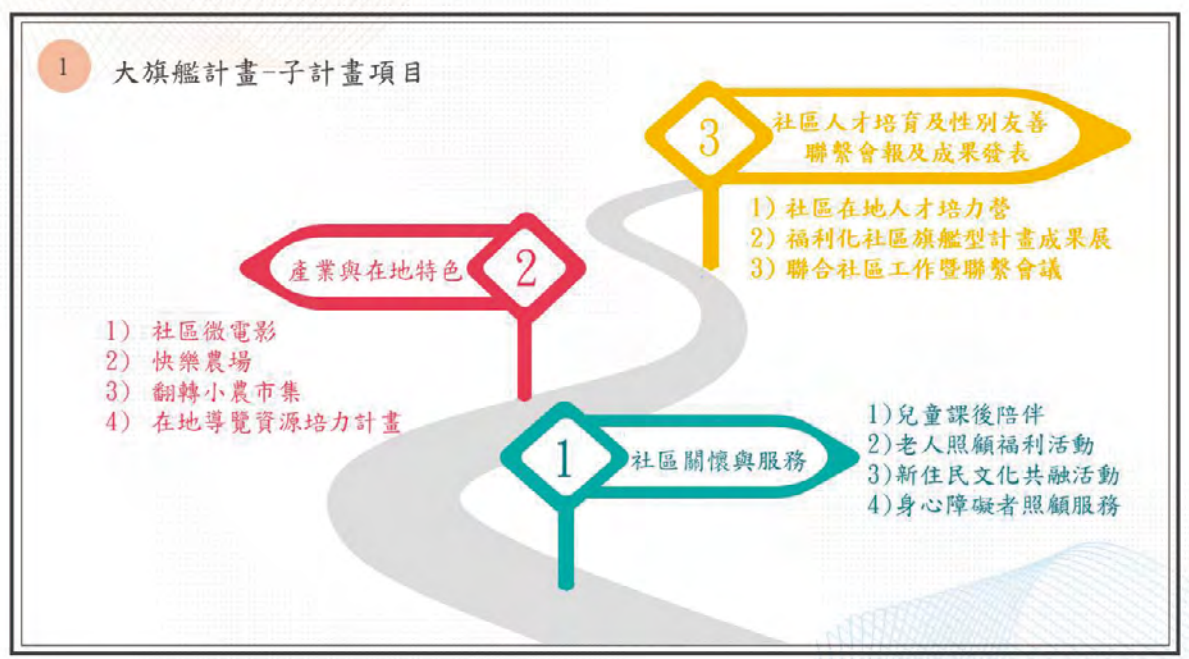 1
大旗艦計畫-子計畫項目
3
社區人才培育及性別友善
聯繫會報及成果發表
1) 社區在地人才培力營
2) 福利化社區旗艦型計畫成果展
3) 聯合社區工作暨聯繫會議
產業與在地特色
2
1) 社區微電影
2) 快樂農場
3) 翻轉小農市集
4) 在地導覽資源培力計畫
1
社區關懷與服務
1)兒童課後陪伴
2)老人照顧福利活動
3)新住民文化共融活動
4)身心障礙者照顧服務